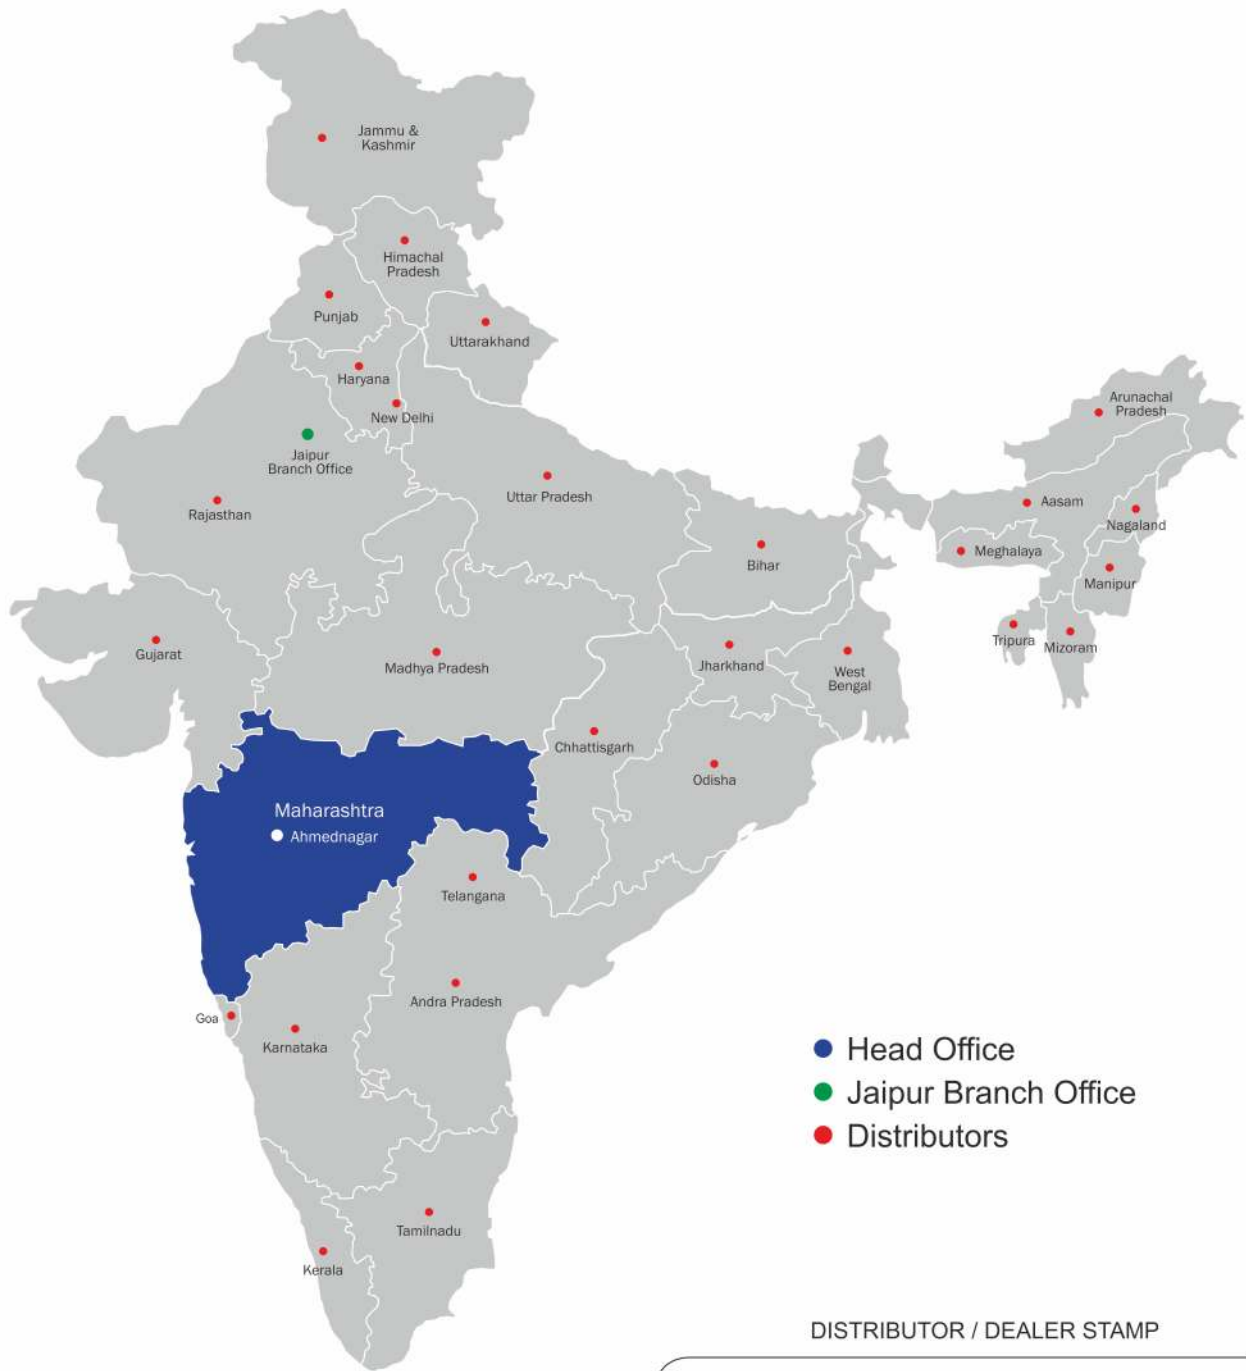 Jammu &
Kashmir
Himachal
Pradesh
Punjab
Uttarakhand
Haryana
New Delhi
Jaipur
Branch Office
Rajasthan
Uttar Pradesh
Arunachal
Pradesh
Aasam
Nagaland
Meghalaya
Bihar
Manipur
Tripura
Mizoram
Gujarat
Madhya Pradesh
Jharkhand
West
Bengal
Chhattisgarh
Odisha
Maharashtra
Ahmednagar
Telangana
Andra Pradesh
Goa
Karnataka
Head Office
Jaipur Branch Office
Distributors
Tamilnadu
Kerala
DISTRIBUTOR / DEALER STAMP